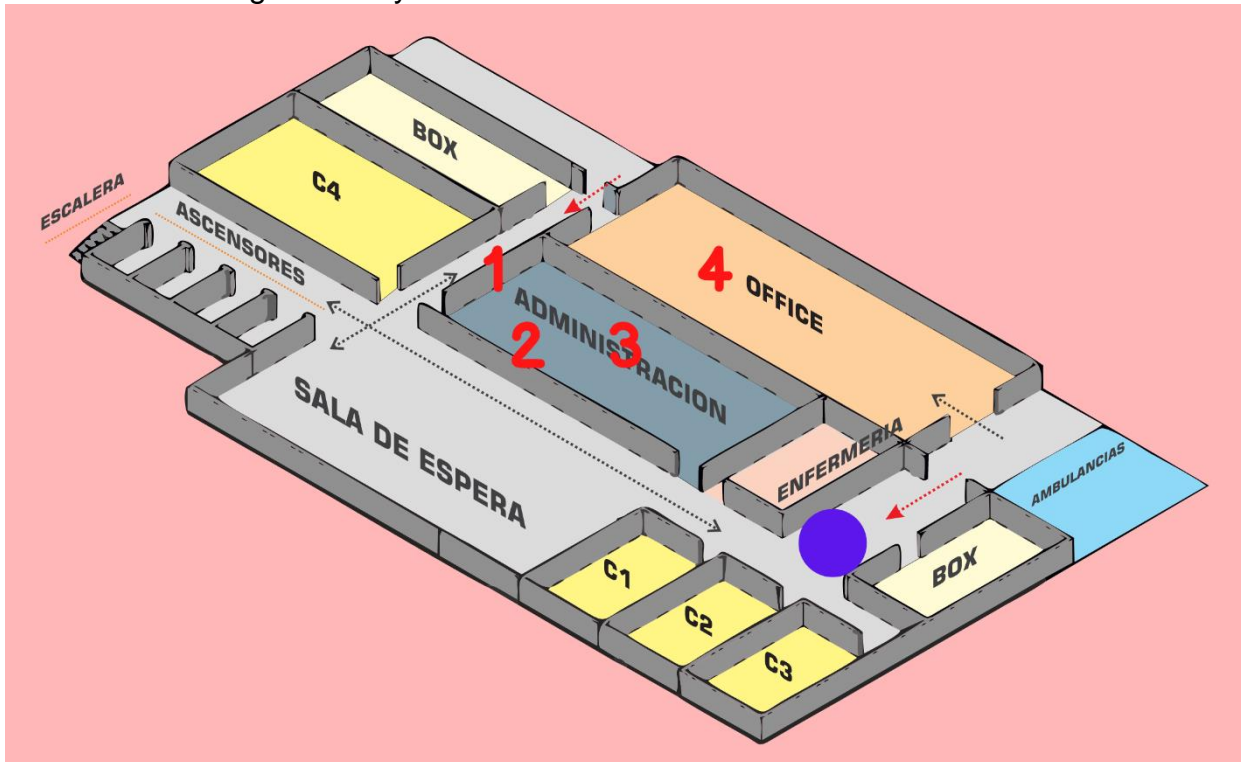 BOX
C4
ESCALERA
ASCENSORES
1
4
OFFICE
ADMINISTRACION
2
3
SALA DE ESPERA
ENFERMERIA
AMBULANCIAS
C1
BOX
C2
C3